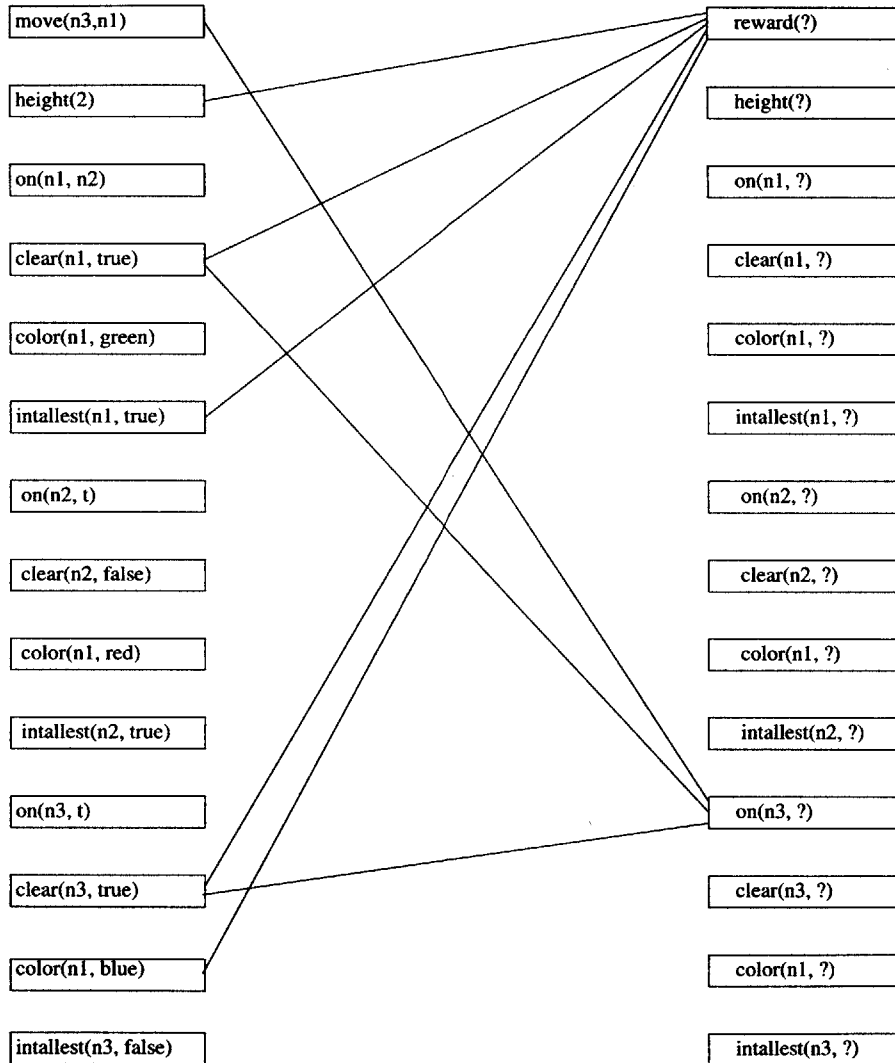 move(n3,n1)
reward(?)
height(2)
height(?)
on(n1, n2)
on(n1, ?)
clear(n1, true)
clear(n1, ?)
color(n1, green)
color(n1, ?)
intallest(n1, true)
intallest(n1, ?)
on(n2, t)
on(n2, ?)
clear(n2, false)
clear(n2, ?)
color(n1, red)
color(n1, ?)
intallest(n2, true)
intallest(n2, ?)
on(n3, t)
on(n3, ?)
clear(n3, true)
clear(n3, ?)
color(n1, blue)
color(n1, ?)
intallest(n3, false)
intallest(n3, ?)